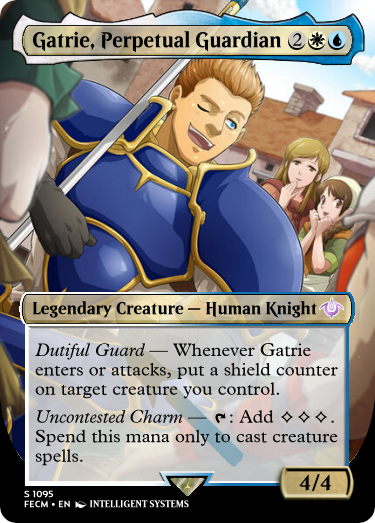 Gatrie, Perpetual Guardian 2
Legendary Creature — Human Knight
Dutiful Guard — Whenever Gatrie
enters or attacks, put a shield counter
on target creature you control.
Uncontested Charm — : Add
Spend this mana only to cast creature
spells.
4/4
S 1095
FECM • EN INTELLIGENT SYSTEMS